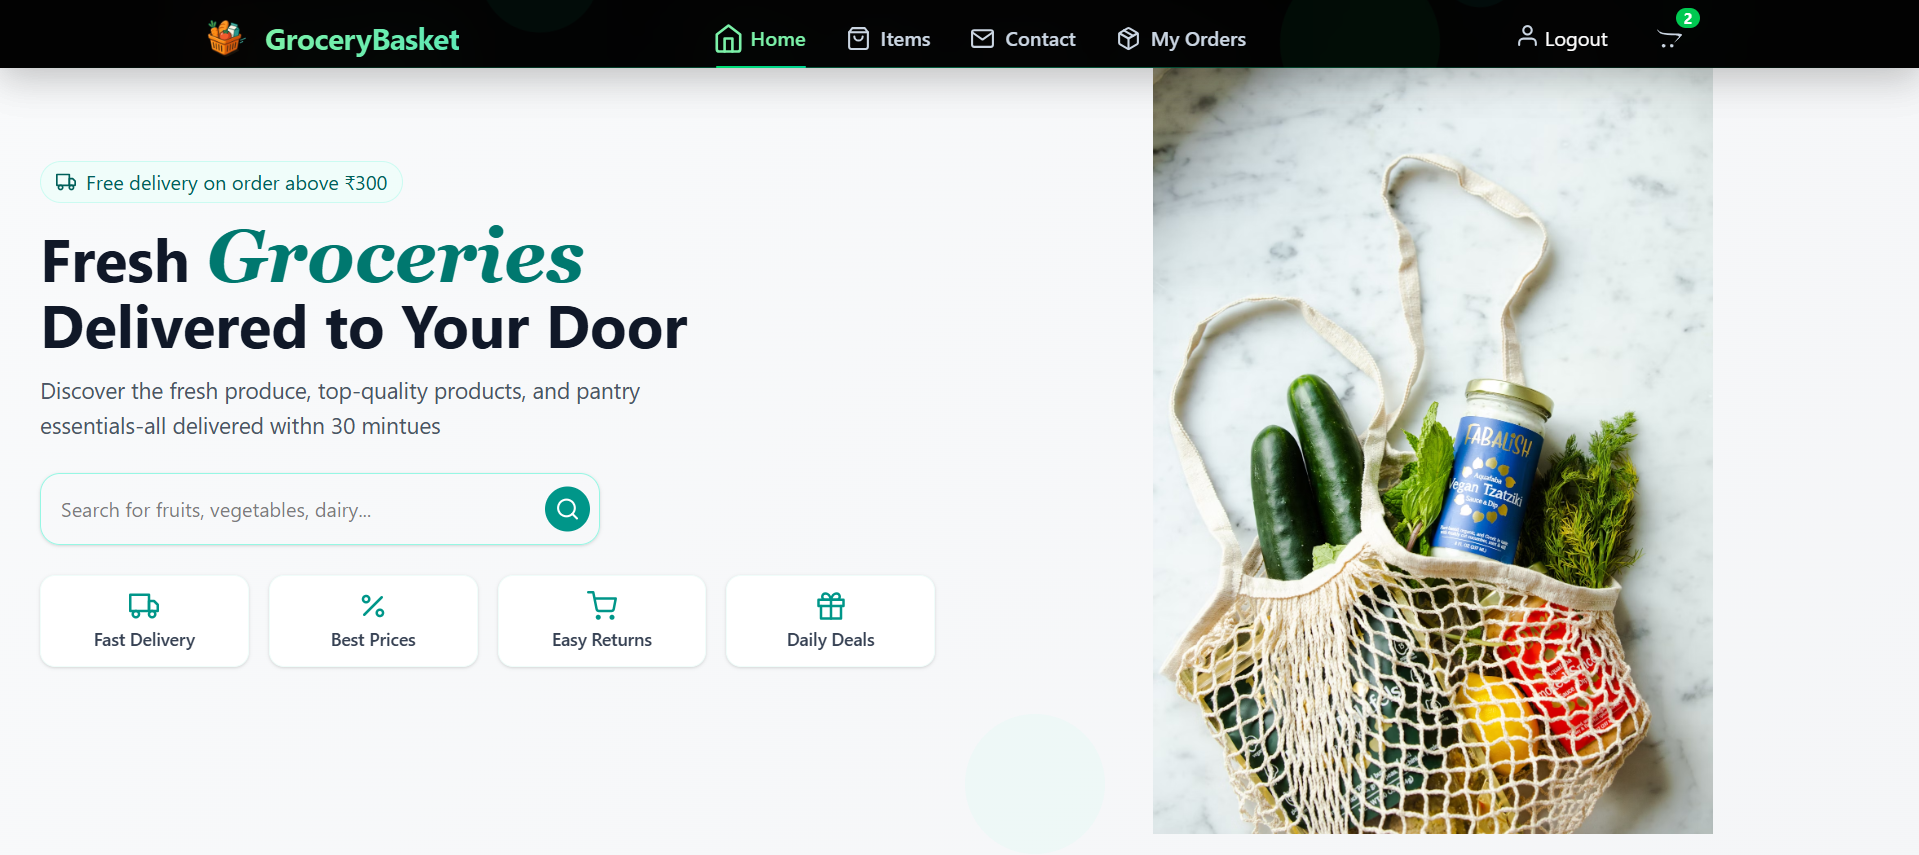 GroceryBasket
Home
Items
Contact
My Orders
Logout
2
Free delivery on order above ₹300
Fresh Groceries
Delivered to Your Door
Discover the fresh produce, top-quality products, and pantry
essentials-all delivered withn 30 mintues
Search for fruits, vegetables, dairy...
Fast Delivery
Best Prices
Easy Returns
Daily Deals
FABALISH
Aquafaba
Vegan Tzatziki
Sauce & Dip